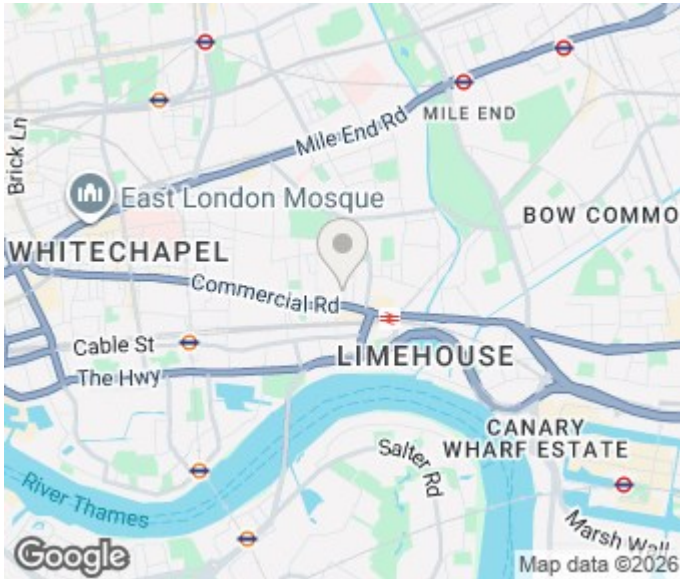 MILE END
Mile End Rd
Brick Ln
East London Mosque
BOW COMMO
WHITECHAPEL
Commercial Rd
Cable St
LIMEHOUSE
The Hwy
CANARY
WHARF ESTATE
Salter Rd
River Thames
Marsh Wall
Google
Map data ©2026